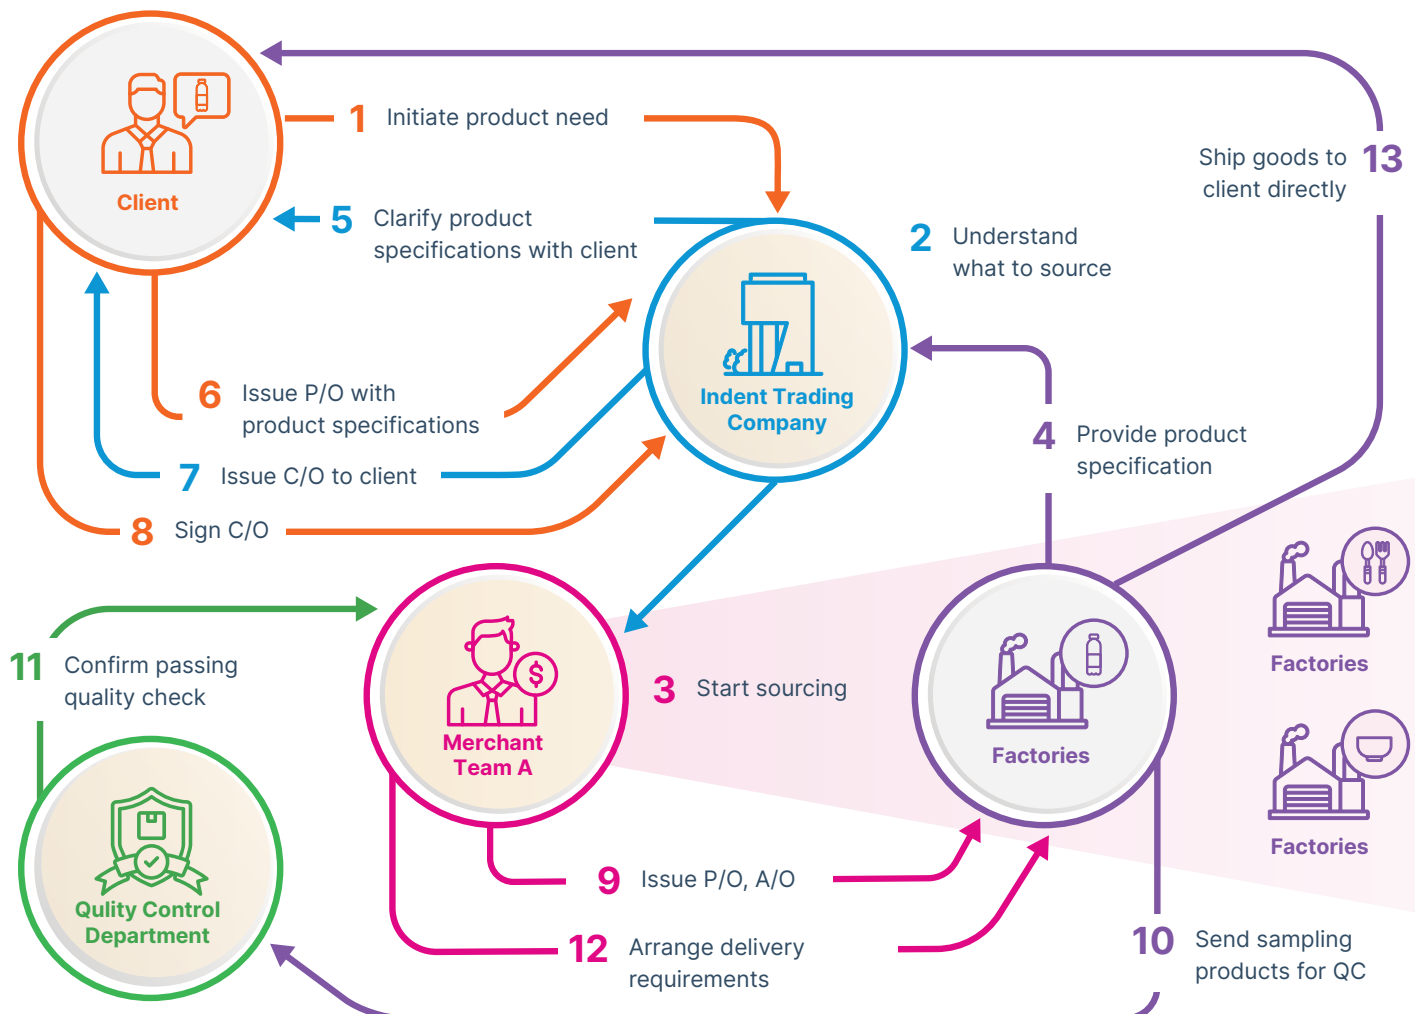 Client
1 Initiate product need
Ship goods to
client directly
13
5 Clarify product
specifications with client
2 Understand
what to source
Indent Trading
Company
6 Issue P/O with
product specifications
4 Provide product
specification
7 Issue C/O to client
8 Sign C/O
11 Confirm passing
quality check
$
Merchant
Team A
3 Start sourcing
Factories
Factories
Factories
Qulity Control
Department
9 Issue P/O, A/O
12 Arrange delivery
requirements
10 Send sampling
products for QC